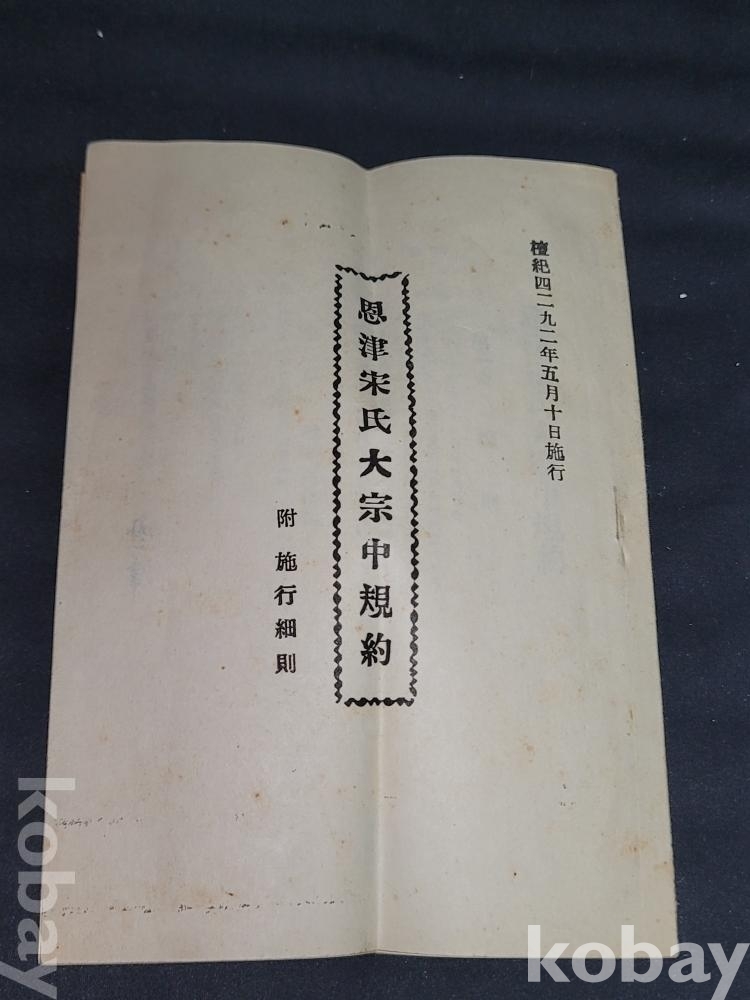 檀紀四二九二年五月十日施行
恩津宋氏大宗中規約
附 施行細則
kobay
kobay